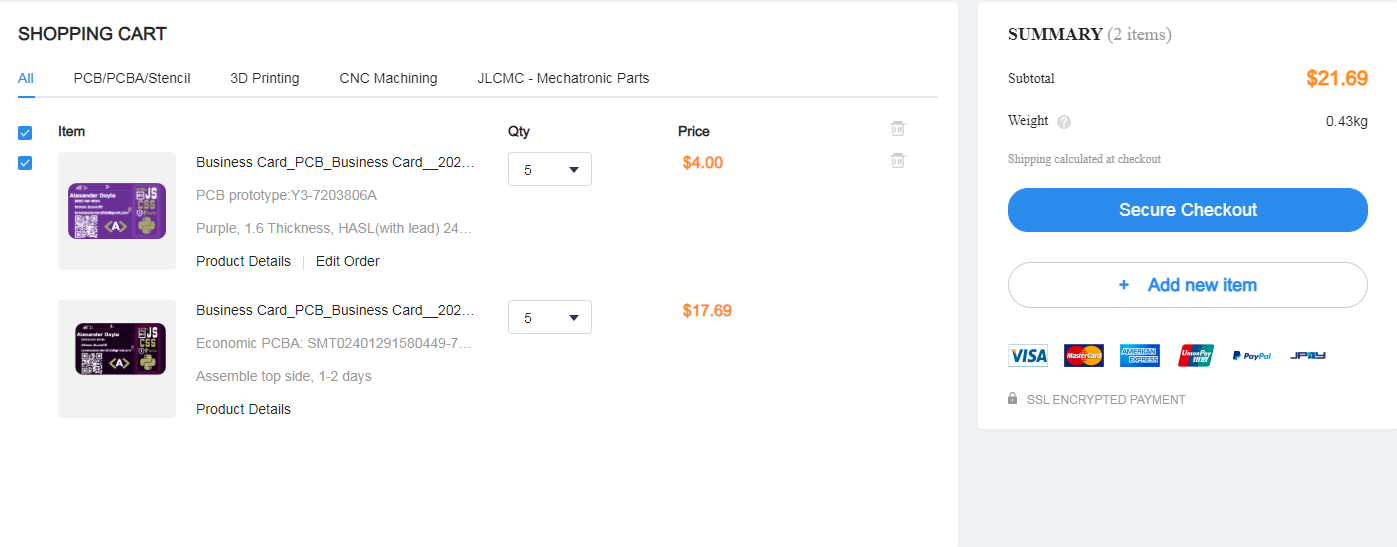 SHOPPING CART
All PCB/PCBA/Stencil 3D Printing CNC Machining JLCMC - Mechatronic Parts
Item Qty Price
Business Card_PCB_Business Card__202… 5 $4.00
PCB prototype:Y3-7203806A
Purple, 1.6 Thickness, HASL(with lead) 24…
Product Details Edit Order
Alexander Doyle
JS
CSS
<A>
Business Card_PCB_Business Card__202… 5 $17.69
Economic PCBA: SMT02401291580449-7…
Assemble top side, 1-2 days
Product Details
Alexander Doyle
JS
CSS
<A>
SUMMARY (2 items)
Subtotal $21.69
Weight ? 0.43kg
Shipping calculated at checkout
Secure Checkout
+ Add new item
VISA MasterCard AMERICAN EXPRESS UnionPay PayPal JPAY
SSL ENCRYPTED PAYMENT